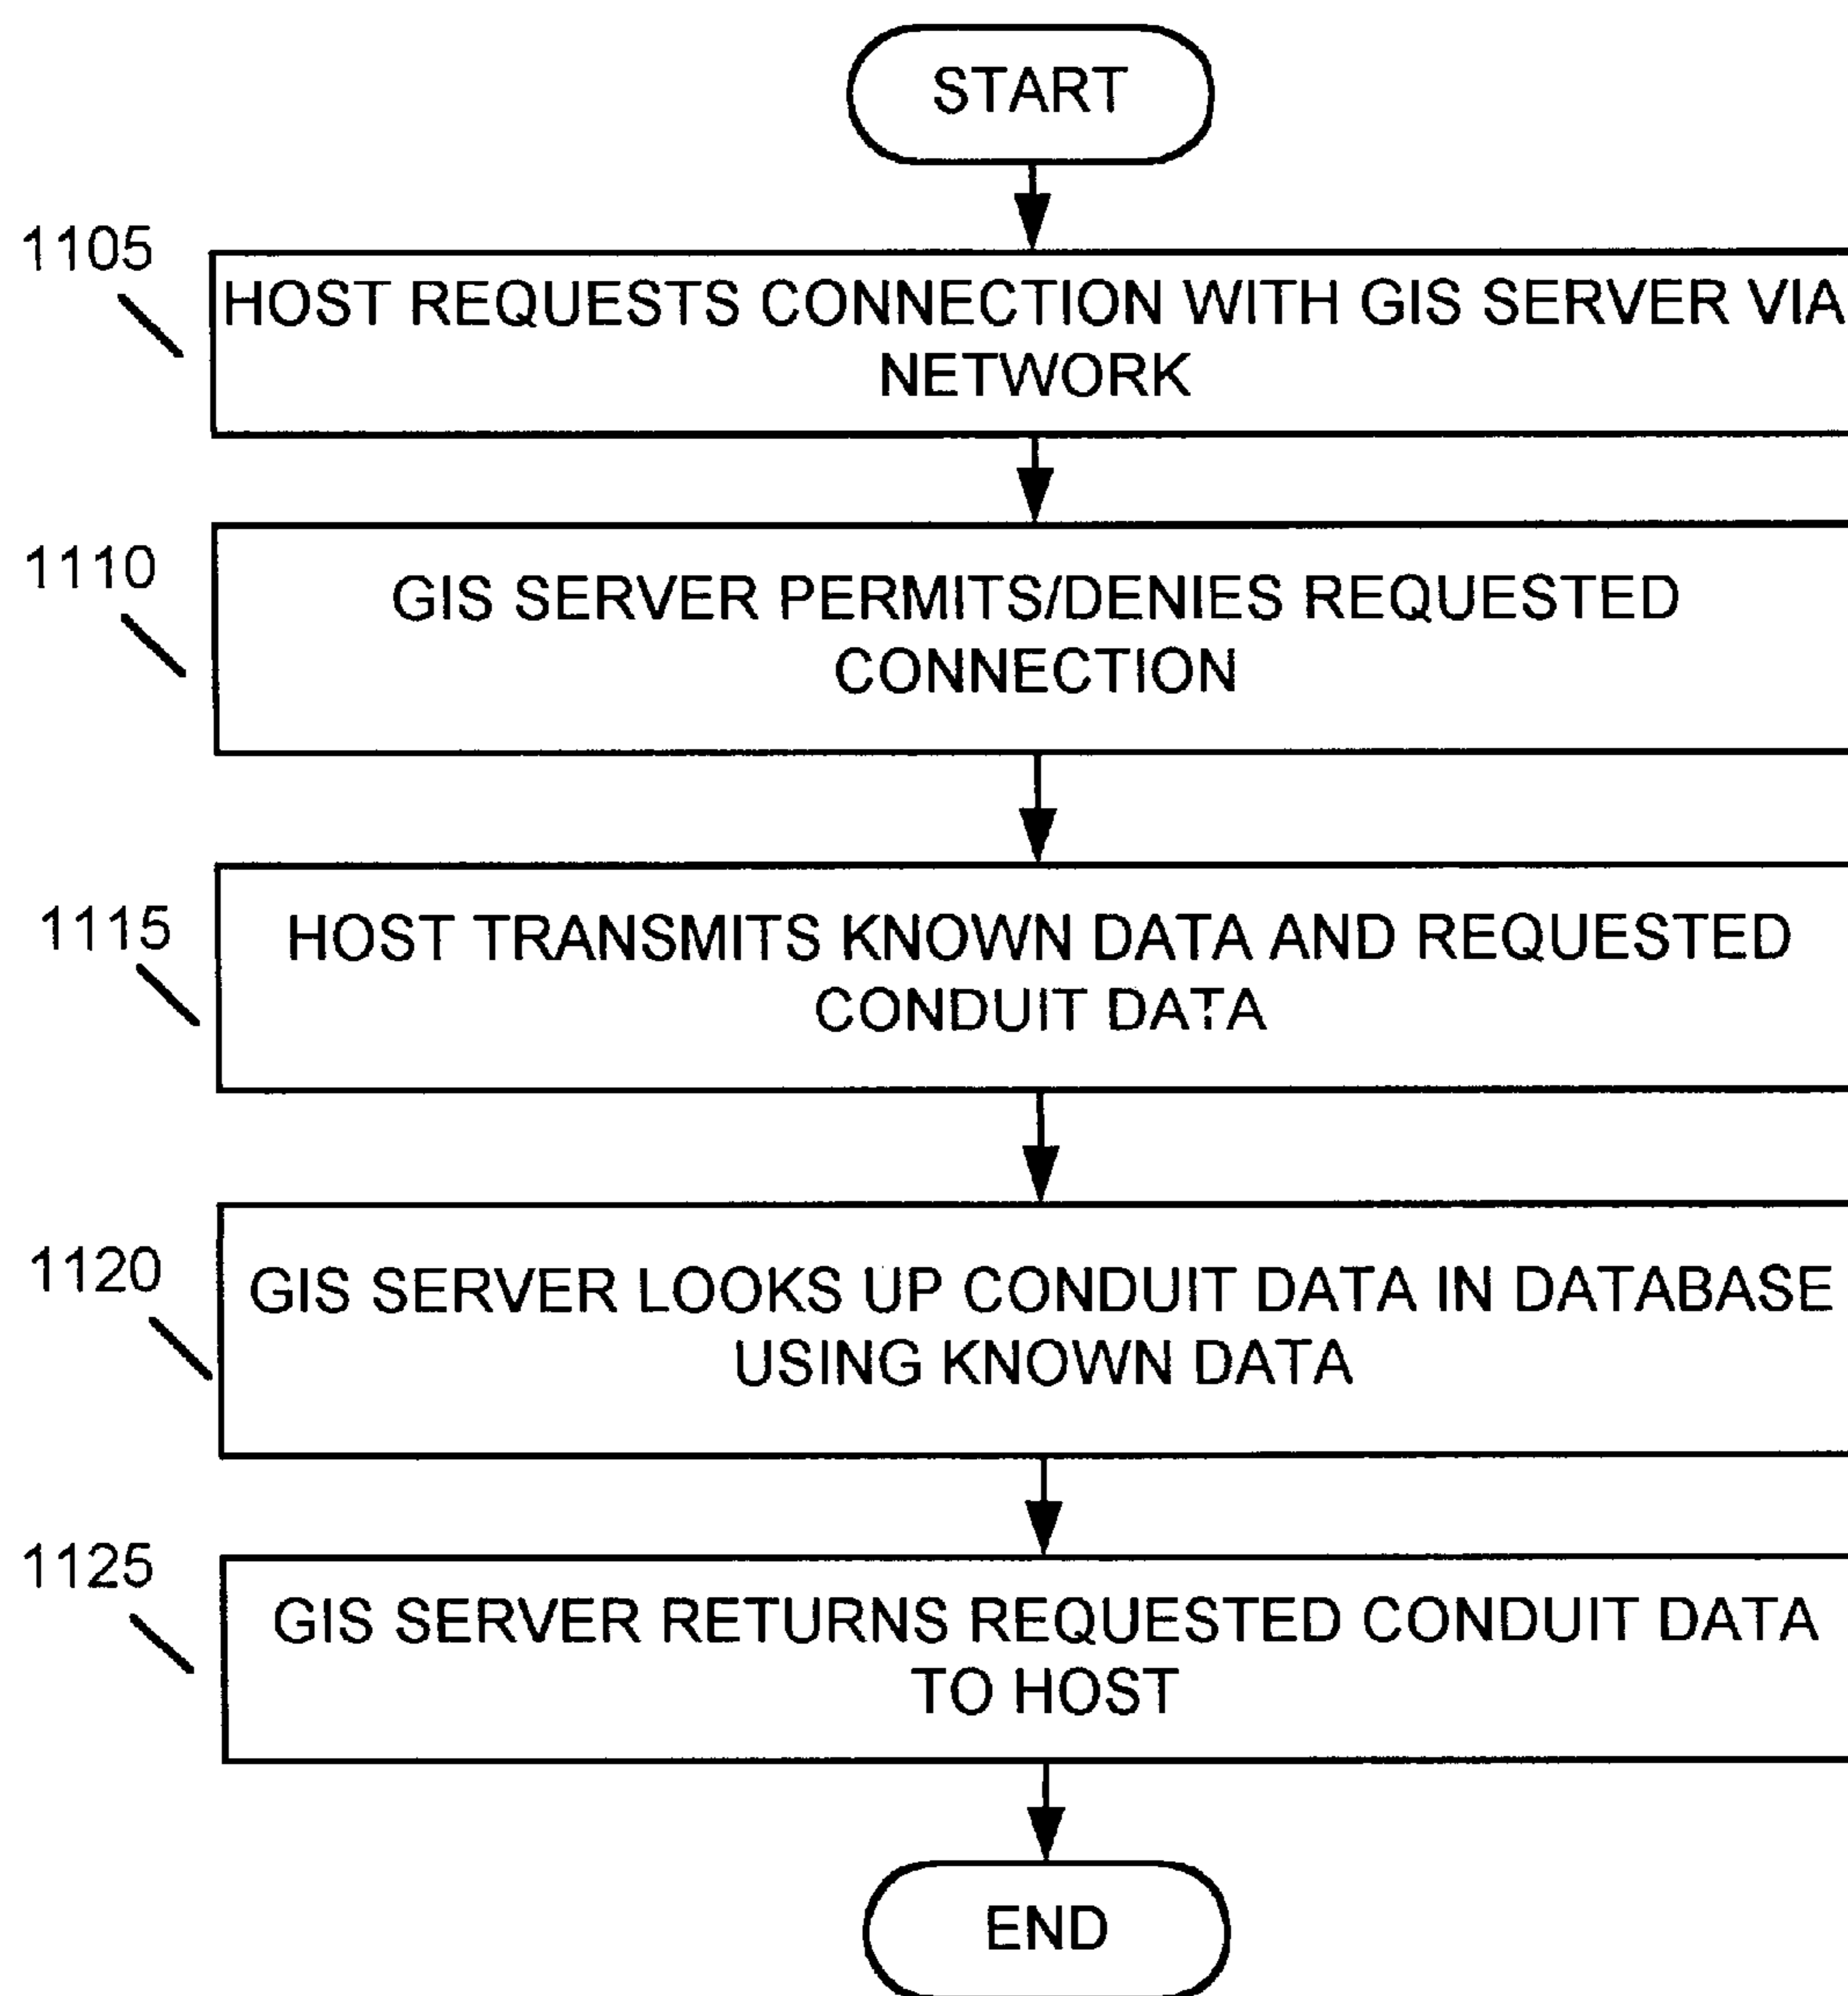 START
1105
HOST REQUESTS CONNECTION WITH GIS SERVER VIA
NETWORK
1110
GIS SERVER PERMITS/DENIES REQUESTED
CONNECTION
1115
HOST TRANSMITS KNOWN DATA AND REQUESTED
CONDUIT DATA
1120
GIS SERVER LOOKS UP CONDUIT DATA IN DATABASE
USING KNOWN DATA
1125
GIS SERVER RETURNS REQUESTED CONDUIT DATA
TO HOST
END